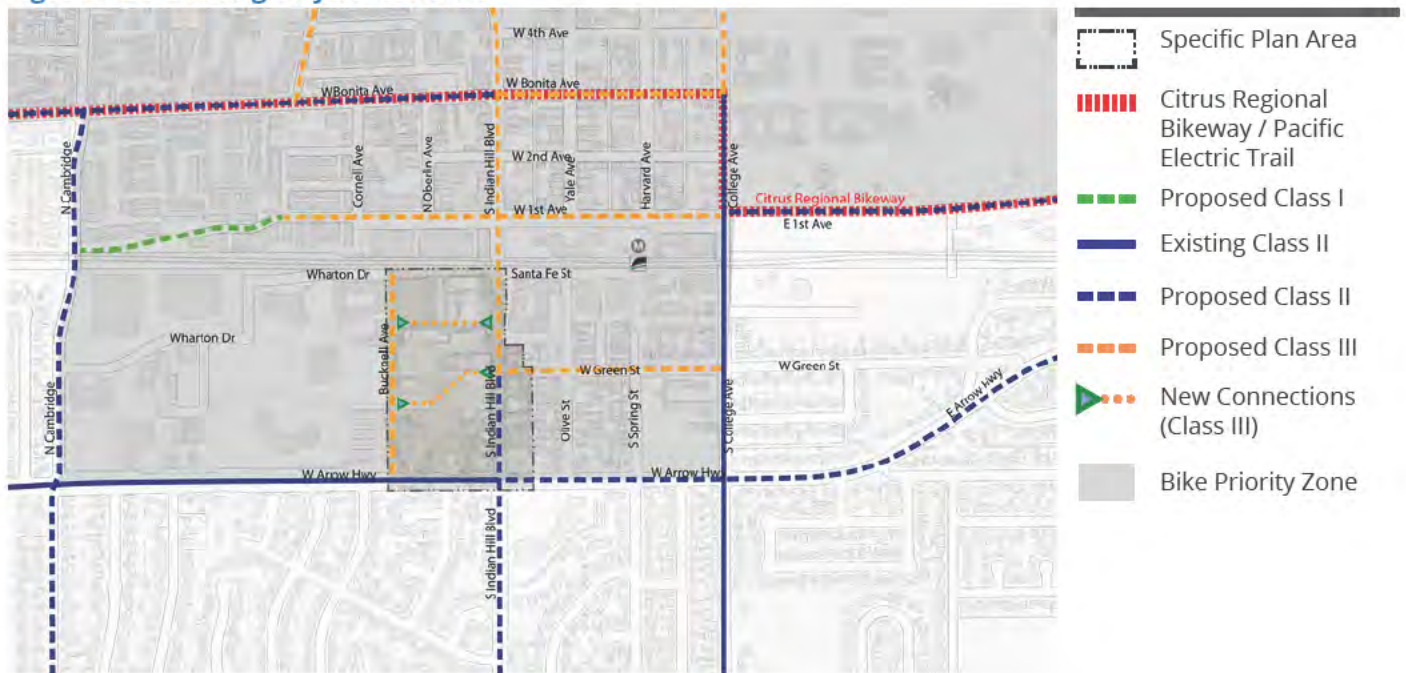 W 4th Ave
W Bonita Ave
W Bonita Ave
N Cambridge
Cornell Ave
N Oberlin Ave
S Indian Hill Blvd
W 2nd Ave
Yale Ave
Harvard Ave
College Ave
Citrus Regional Bikeway
W 1st Ave
E 1st Ave
Wharton Dr
Santa Fe St
Wharton Dr
Bucknell Ave
W Green St
W Green St
N Cambridge
S Indian Hill Blvd
Olive St
S Spring St
S College Ave
E Arrow Hwy
W Arrow Hwy
W Arrow Hwy
S Indian Hill Blvd
Specific Plan Area
Citrus Regional
Bikeway / Pacific
Electric Trail
Proposed Class I
Existing Class II
Proposed Class II
Proposed Class III
New Connections
(Class III)
Bike Priority Zone